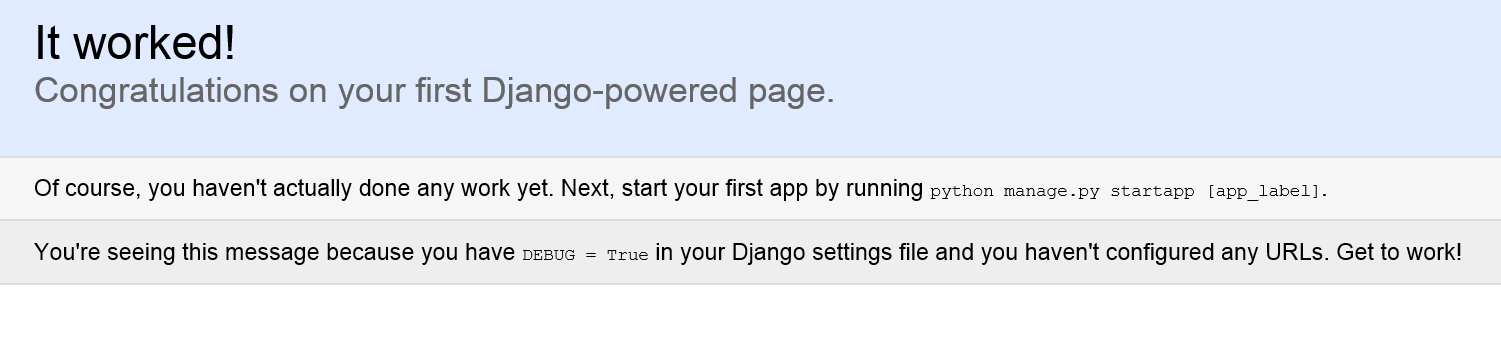 It worked!
Congratulations on your first Django-powered page.
Of course, you haven't actually done any work yet. Next, start your first app by running python manage.py startapp [app_label].
You're seeing this message because you have DEBUG = True in your Django settings file and you haven't configured any URLs. Get to work!